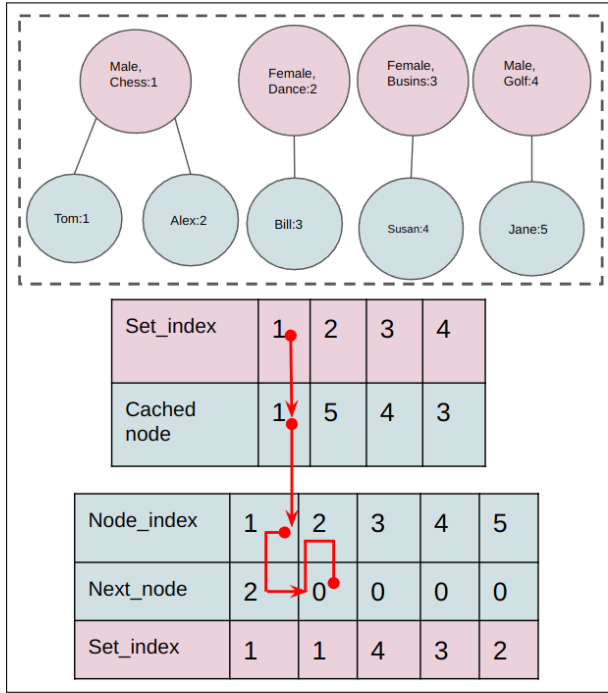 Male,
Chess:1
Female,
Dance:2
Female,
Busins:3
Male,
Golf:4
Tom:1
Alex:2
Bill:3
Susan:4
Jane:5
Set_index 1 2 3 4
Cached
node 1 5 4 3
Node_index 1 2 3 4 5
Next_node 2 0 0 0 0
Set_index 1 1 4 3 2